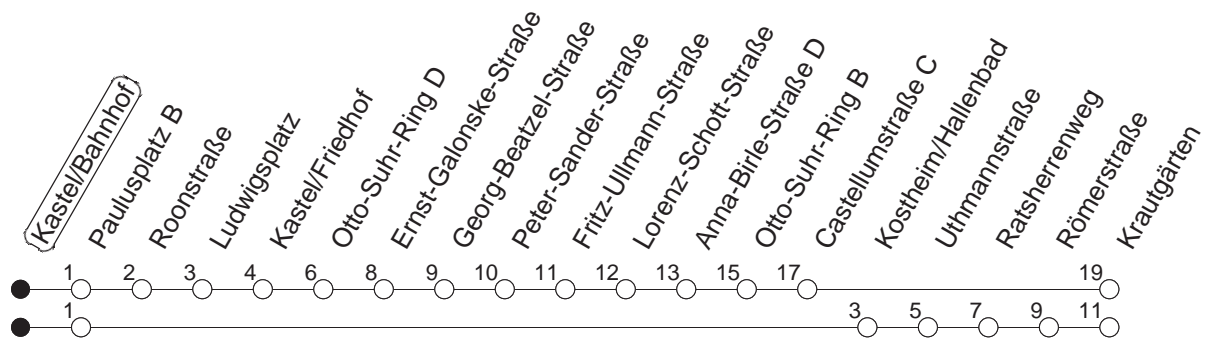 Kastel/Bahnhof
Paulusplatz B
Roonstraße
Ludwigsplatz
Kastel/Friedhof
Otto-Suhr-Ring D
Ernst-Galonske-Straße
Georg-Beatzel-Straße
Peter-Sander-Straße
Fritz-Ullmann-Straße
Lorenz-Schott-Straße
Anna-Birle-Straße D
Otto-Suhr-Ring B
Castellumstraße C
Kostheim/Hallenbad
Uthmannstraße
Ratsherrenweg
Römerstraße
Krautgärten
1 2 3 4 6 8 9 10 11 12 13 15 17 19
1 3 5 7 9 11